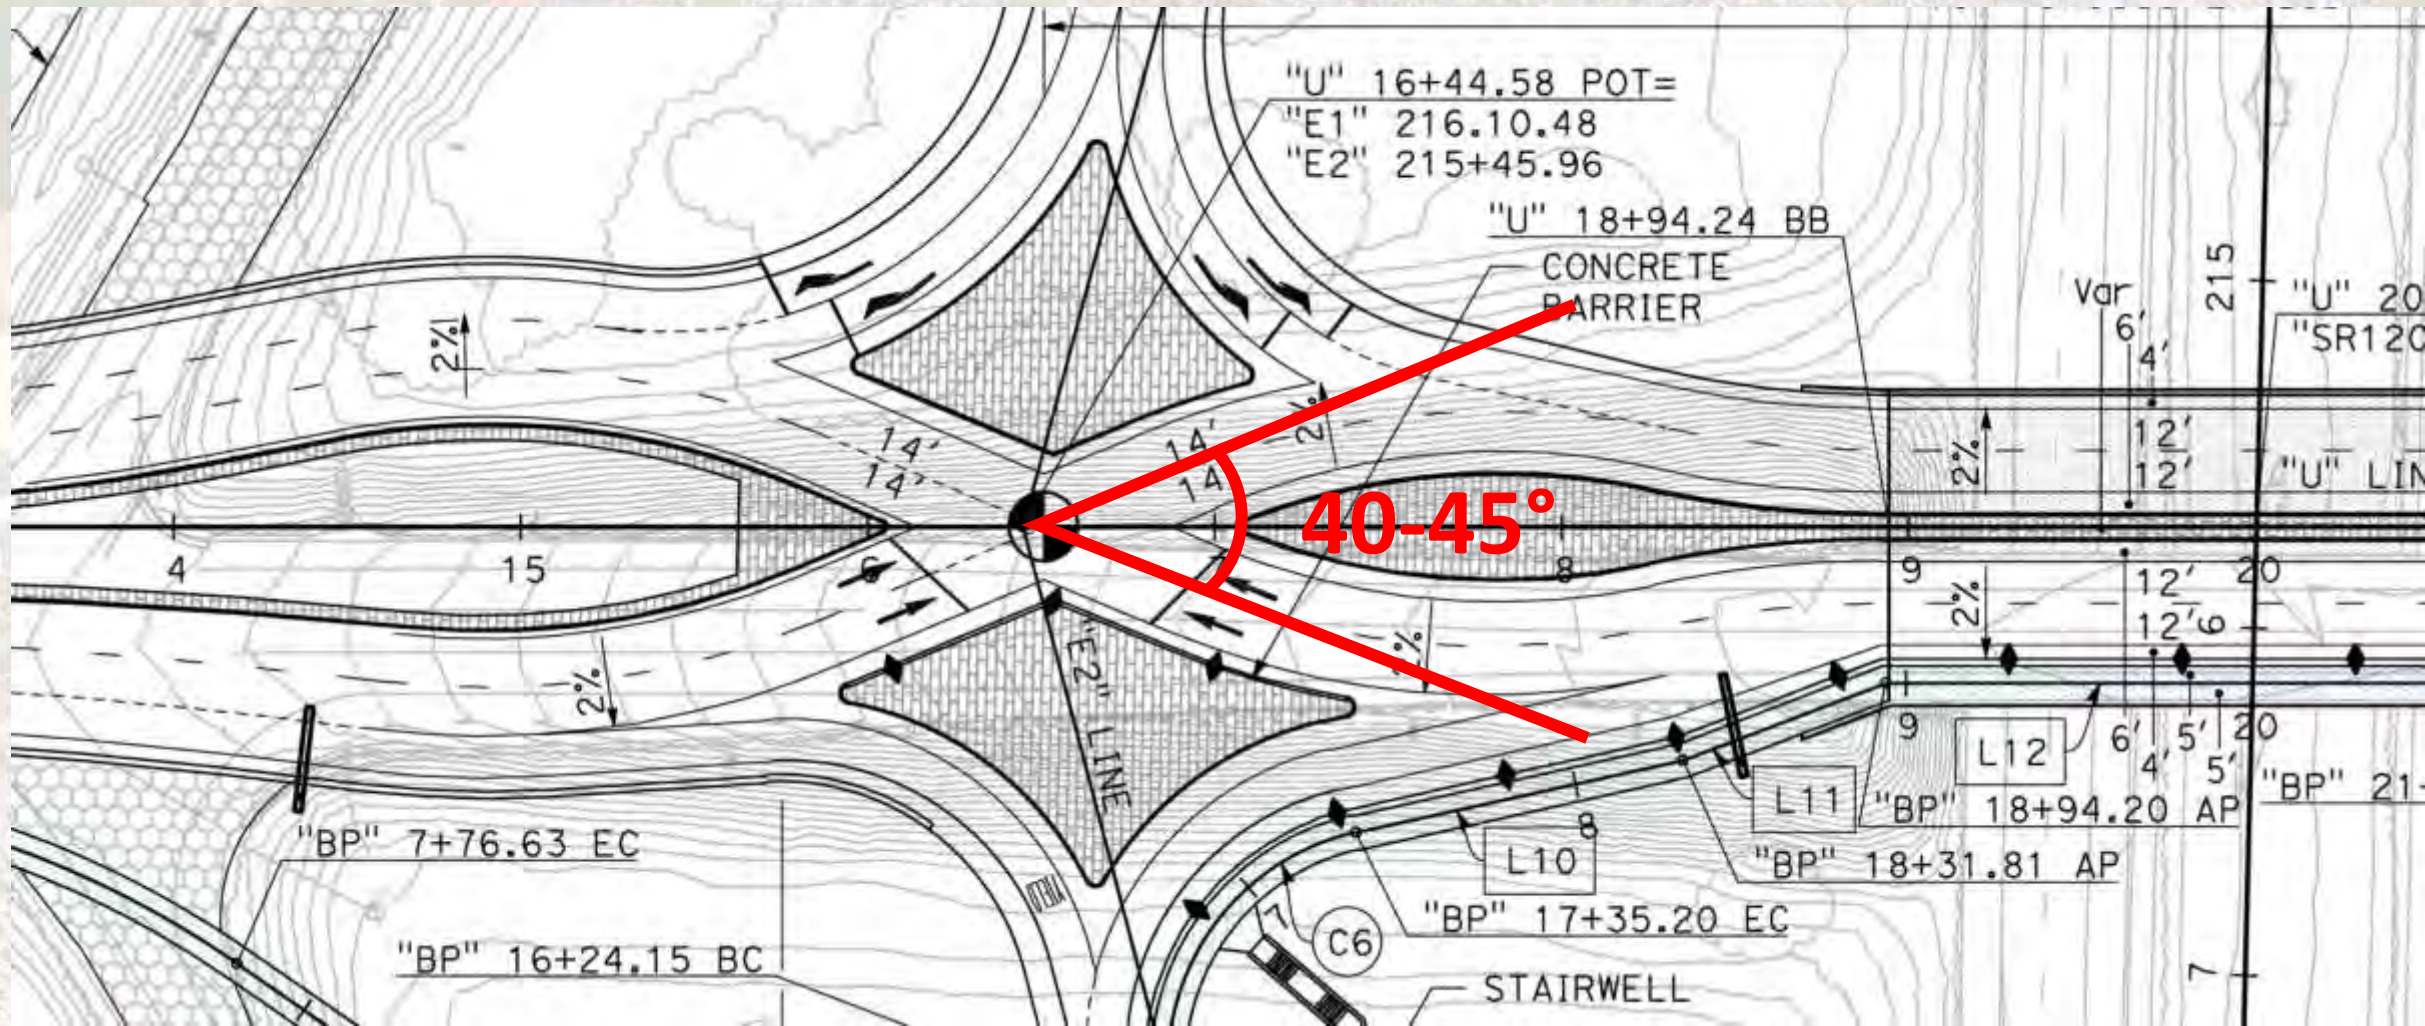 "U" 16+44.58 POT=
"E1" 216.10.48
"E2" 215+45.96
"U" 18+94.24 BB
CONCRETE
BARRIER
Var
6'
4'
215
"U" 20
"SR120
2%
2%
14'
14'
14'
14
2%
12'
12'
"U" LIN
40-45°
4
15
6
8
9
20
2%
12'
12'
6
2%
2%
2%
"E2" LINE
9
L12
6'
4'
5'
5'
20
"BP" 21
L11
"BP" 18+94.20 AP
8
L10
"BP" 18+31.81 AP
"BP" 7+76.63 EC
"BP" 17+35.20 EC
7
C6
"BP" 16+24.15 BC
STAIRWELL
7